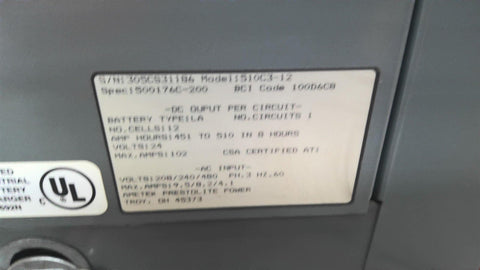 S/N:305CS31186 Model:510C3-12
Spec:500176C-200 BCI Code 100D6CB
-DC OUPUT PER CIRCUIT-
BATTERY TYPE:LA NO.CIRCUITS 1
NO.CELLS:12
AMP HOURS:451 TO 510 IN 8 HOURS
VOLTS:24
MAX.AMPS:102 CSA CERTIFIED AT:
-AC INPUT-
VOLTS:208/240/480 PH.3 HZ.60
MAX.AMPS:9.5/8.2/4.1
AMETER PRESTOLITE POWER
TROY, OH 45373
UL
C